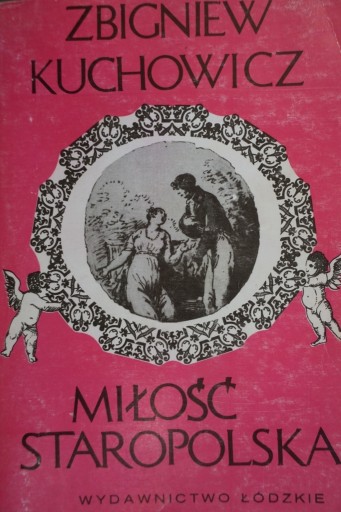 ZBIGNIEW
KUCHOWICZ
MIŁOŚĆ
STAROPOLSKA
WYDAWNICTWO ŁÓDZKIE